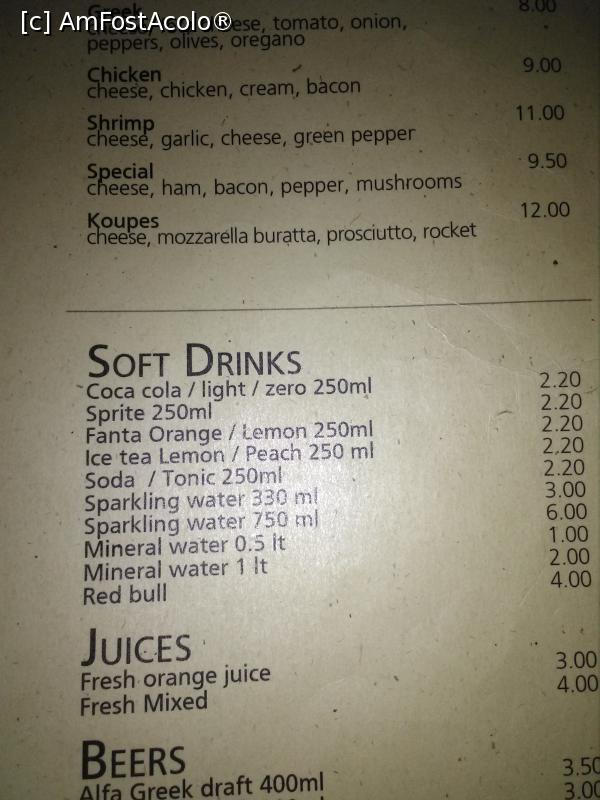 [c] AmFostAcolo®
Greek 8.00
cheese, tomato, onion,
peppers, olives, oregano
Chicken 9.00
cheese, chicken, cream, bacon
Shrimp 11.00
cheese, garlic, cheese, green pepper
Special 9.50
cheese, ham, bacon, pepper, mushrooms
Koupes 12.00
cheese, mozzarella buratta, prosciutto, rocket
SOFT DRINKS
Coca cola / light / zero 250ml 2.20
Sprite 250ml 2.20
Fanta Orange / Lemon 250ml 2.20
Ice tea Lemon / Peach 250 ml 2.20
Soda / Tonic 250ml 2.20
Sparkling water 330 ml 3.00
Sparkling water 750 ml 6.00
Mineral water 0.5 lt 1.00
Mineral water 1 lt 2.00
Red bull 4.00
JUICES
Fresh orange juice 3.00
Fresh Mixed 4.00
BEERS
Alfa Greek draft 400ml 3.50
3.00